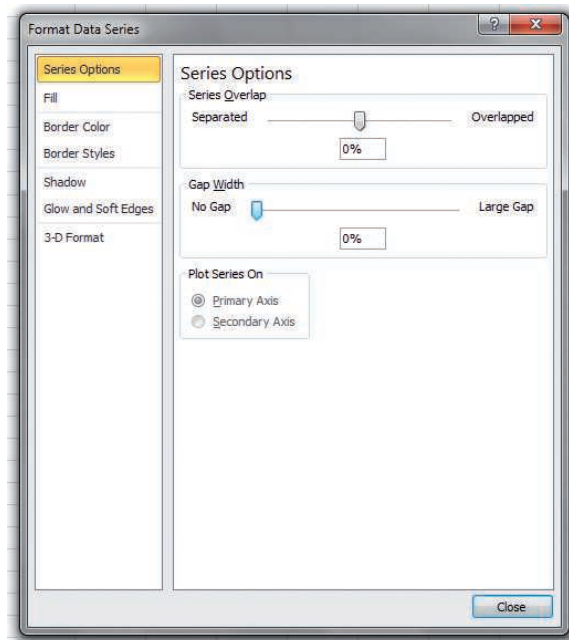 Format Data Series
?
Series Options
Fill
Border Color
Border Styles
Shadow
Glow and Soft Edges
3-D Format
Series Options
Series Overlap
Separated Overlapped
0%
Gap Width
No Gap Large Gap
0%
Plot Series On
Primary Axis
Secondary Axis
Close